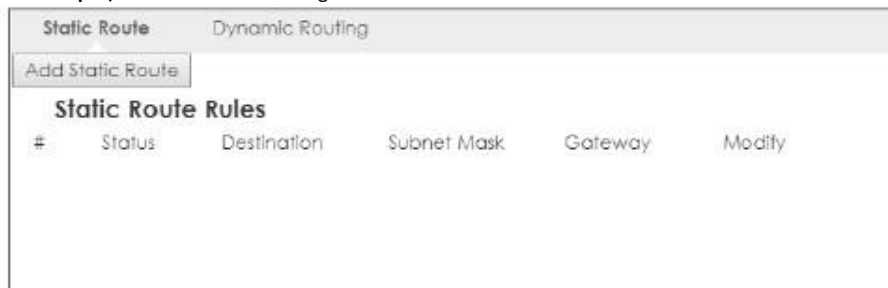 Static Route Dynamic Routing
Add Static Route
Static Route Rules
# Status Destination Subnet Mask Gateway Modify